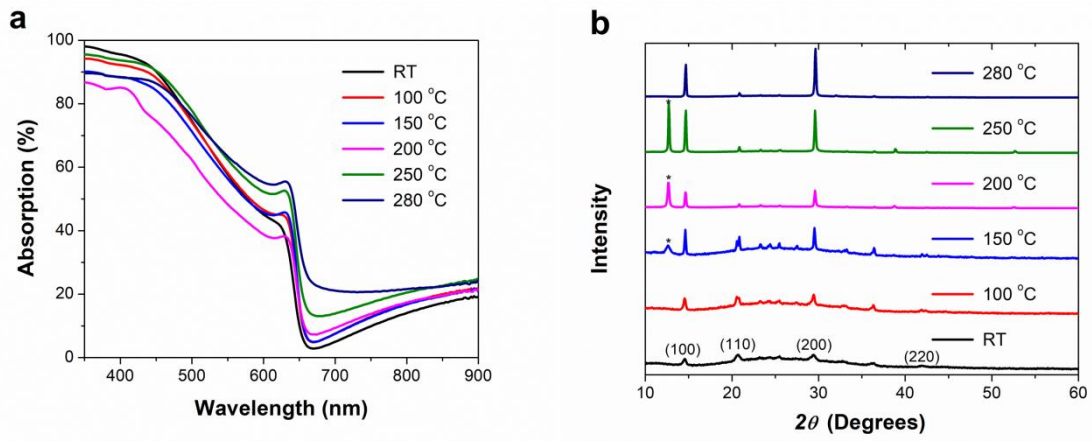 a
100
80
60
40
20
0
Absorption (%)
400 500 600 700 800 900
Wavelength (nm)
RT
100 °C
150 °C
200 °C
250 °C
280 °C
b
280 °C
*
250 °C
*
200 °C
*
150 °C
100 °C
RT
(100) (110) (200) (220)
Intensity
10 20 30 40 50 60
2θ (Degrees)